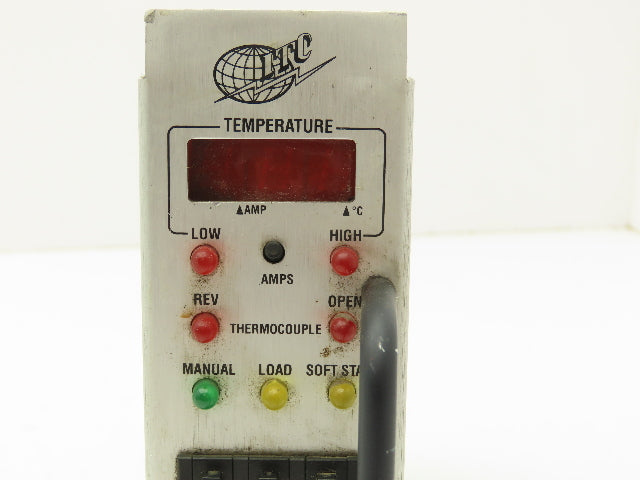 ITC
TEMPERATURE
▲AMP ▲°C
LOW HIGH
AMPS
REV OPEN
THERMOCOUPLE
MANUAL LOAD SOFT STA